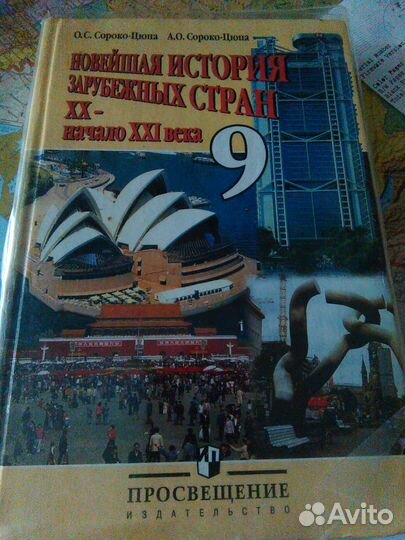 О.С. Сороко-Цюпа А.О. Сороко-Цюпа
НОВЕЙШАЯ ИСТОРИЯ
ЗАРУБЕЖНЫХ СТРАН
XX –
начало XXI века
9
ПРОСВЕЩЕНИЕ
ИЗДАТЕЛЬСТВО
Avito